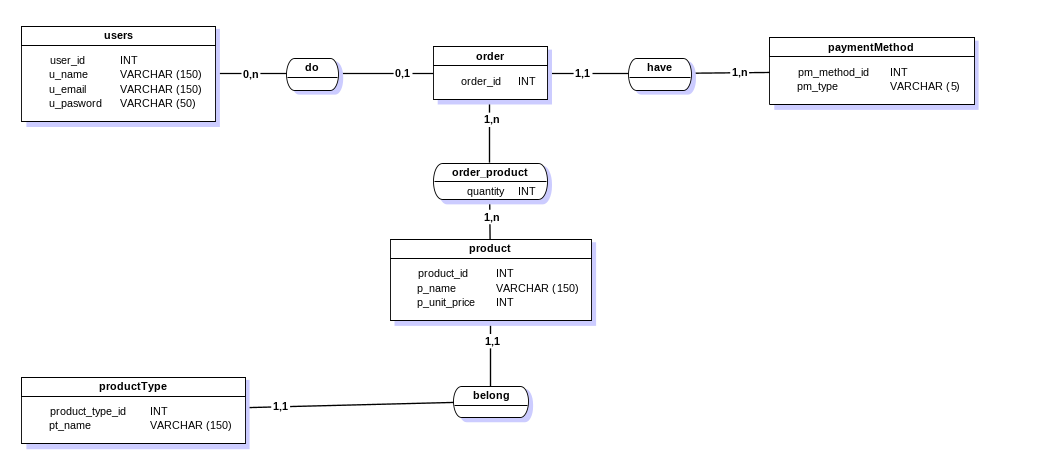 users
user_id INT
u_name VARCHAR (150)
u_email VARCHAR (150)
u_pasword VARCHAR (50)
0,n
do
0,1
order
order_id INT
1,1
have
1,n
paymentMethod
pm_method_id INT
pm_type VARCHAR (5)
1,n
order_product
quantity INT
1,n
product
product_id INT
p_name VARCHAR (150)
p_unit_price INT
1,1
belong
1,1
productType
product_type_id INT
pt_name VARCHAR (150)